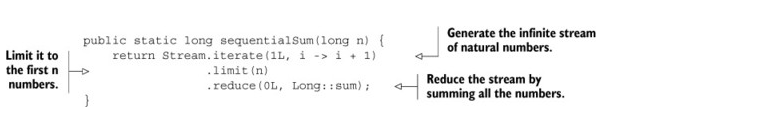 public static long sequentialSum(long n) {
return Stream.iterate(1L, i -> i + 1)
.limit(n)
.reduce(0L, Long::sum);
}
Limit it to
the first n
numbers.
Generate the infinite stream
of natural numbers.
Reduce the stream by
summing all the numbers.